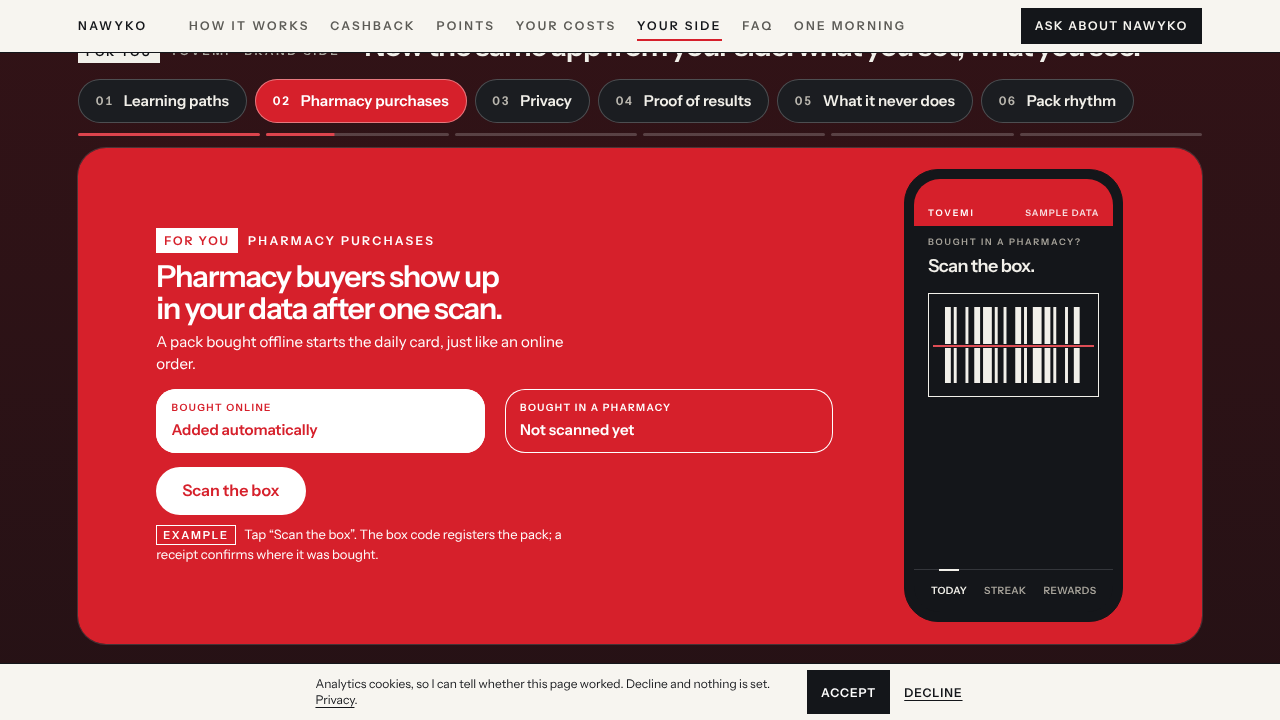 NAWYKO
HOW IT WORKS
CASHBACK
POINTS
YOUR COSTS
YOUR SIDE
FAQ
ONE MORNING
ASK ABOUT NAWYKO
01 Learning paths
02 Pharmacy purchases
03 Privacy
04 Proof of results
05 What it never does
06 Pack rhythm
FOR YOU PHARMACY PURCHASES
Pharmacy buyers show up
in your data after one scan.
A pack bought offline starts the daily card, just like an online
order.
BOUGHT ONLINE
Added automatically
BOUGHT IN A PHARMACY
Not scanned yet
Scan the box
EXAMPLE Tap “Scan the box”. The box code registers the pack; a
receipt confirms where it was bought.
TOVEMI
SAMPLE DATA
BOUGHT IN A PHARMACY?
Scan the box.
TODAY
STREAK
REWARDS
Analytics cookies, so I can tell whether this page worked. Decline and nothing is set.
Privacy.
ACCEPT
DECLINE